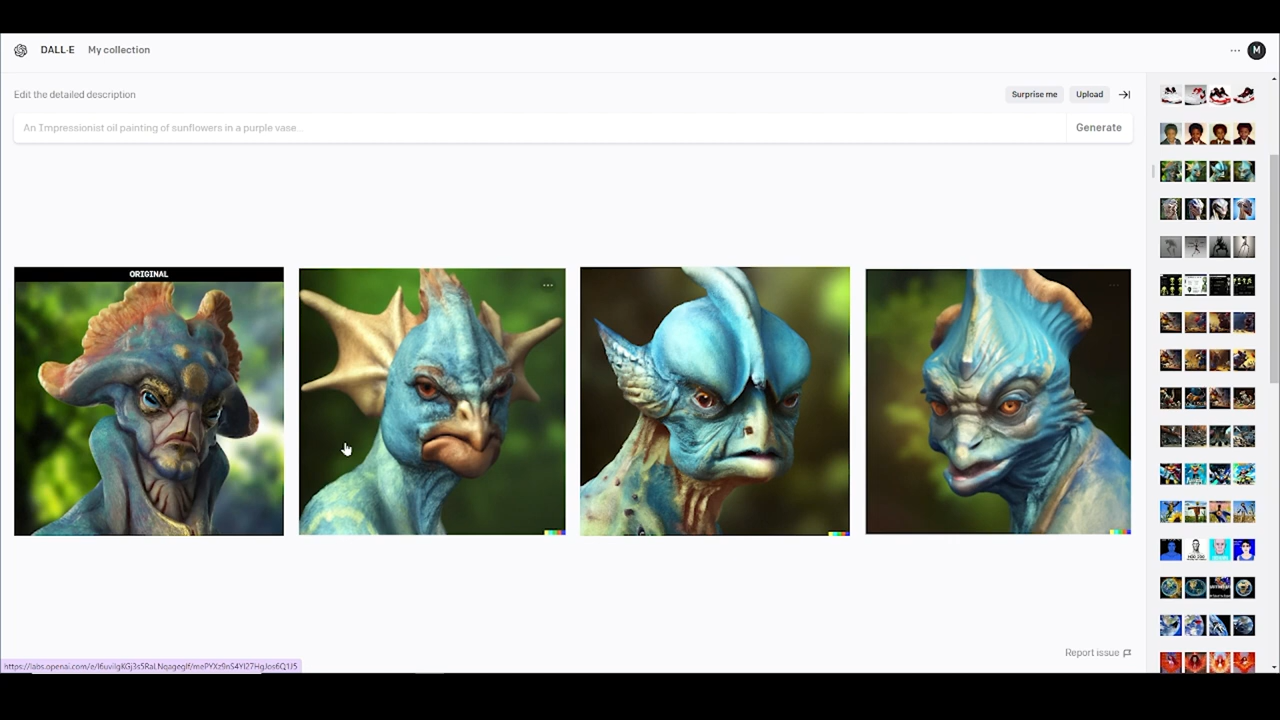 DALL·E My collection
··· M
Edit the detailed description
Surprise me Upload
An Impressionist oil painting of sunflowers in a purple vase...
Generate
ORIGINAL
Report issue